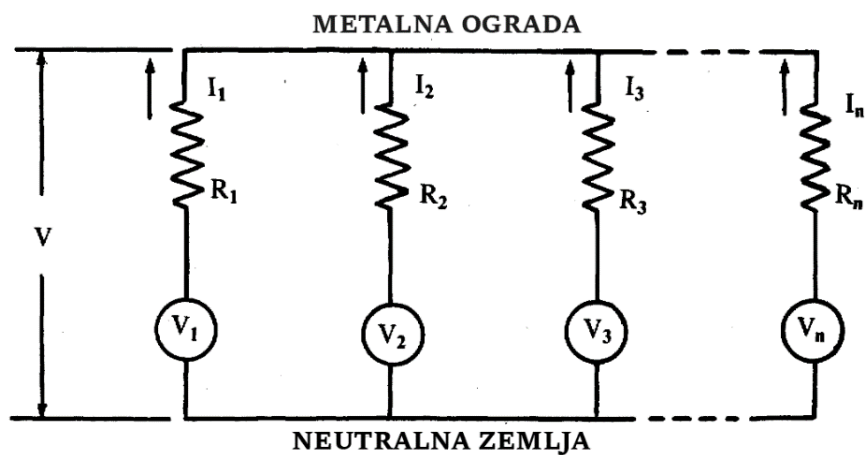 METALNA OGRADA
I₁ I₂ I₃ Iₙ
R₁ R₂ R₃ Rₙ
V
V₁ V₂ V₃ Vₙ
NEUTRALNA ZEMLJA